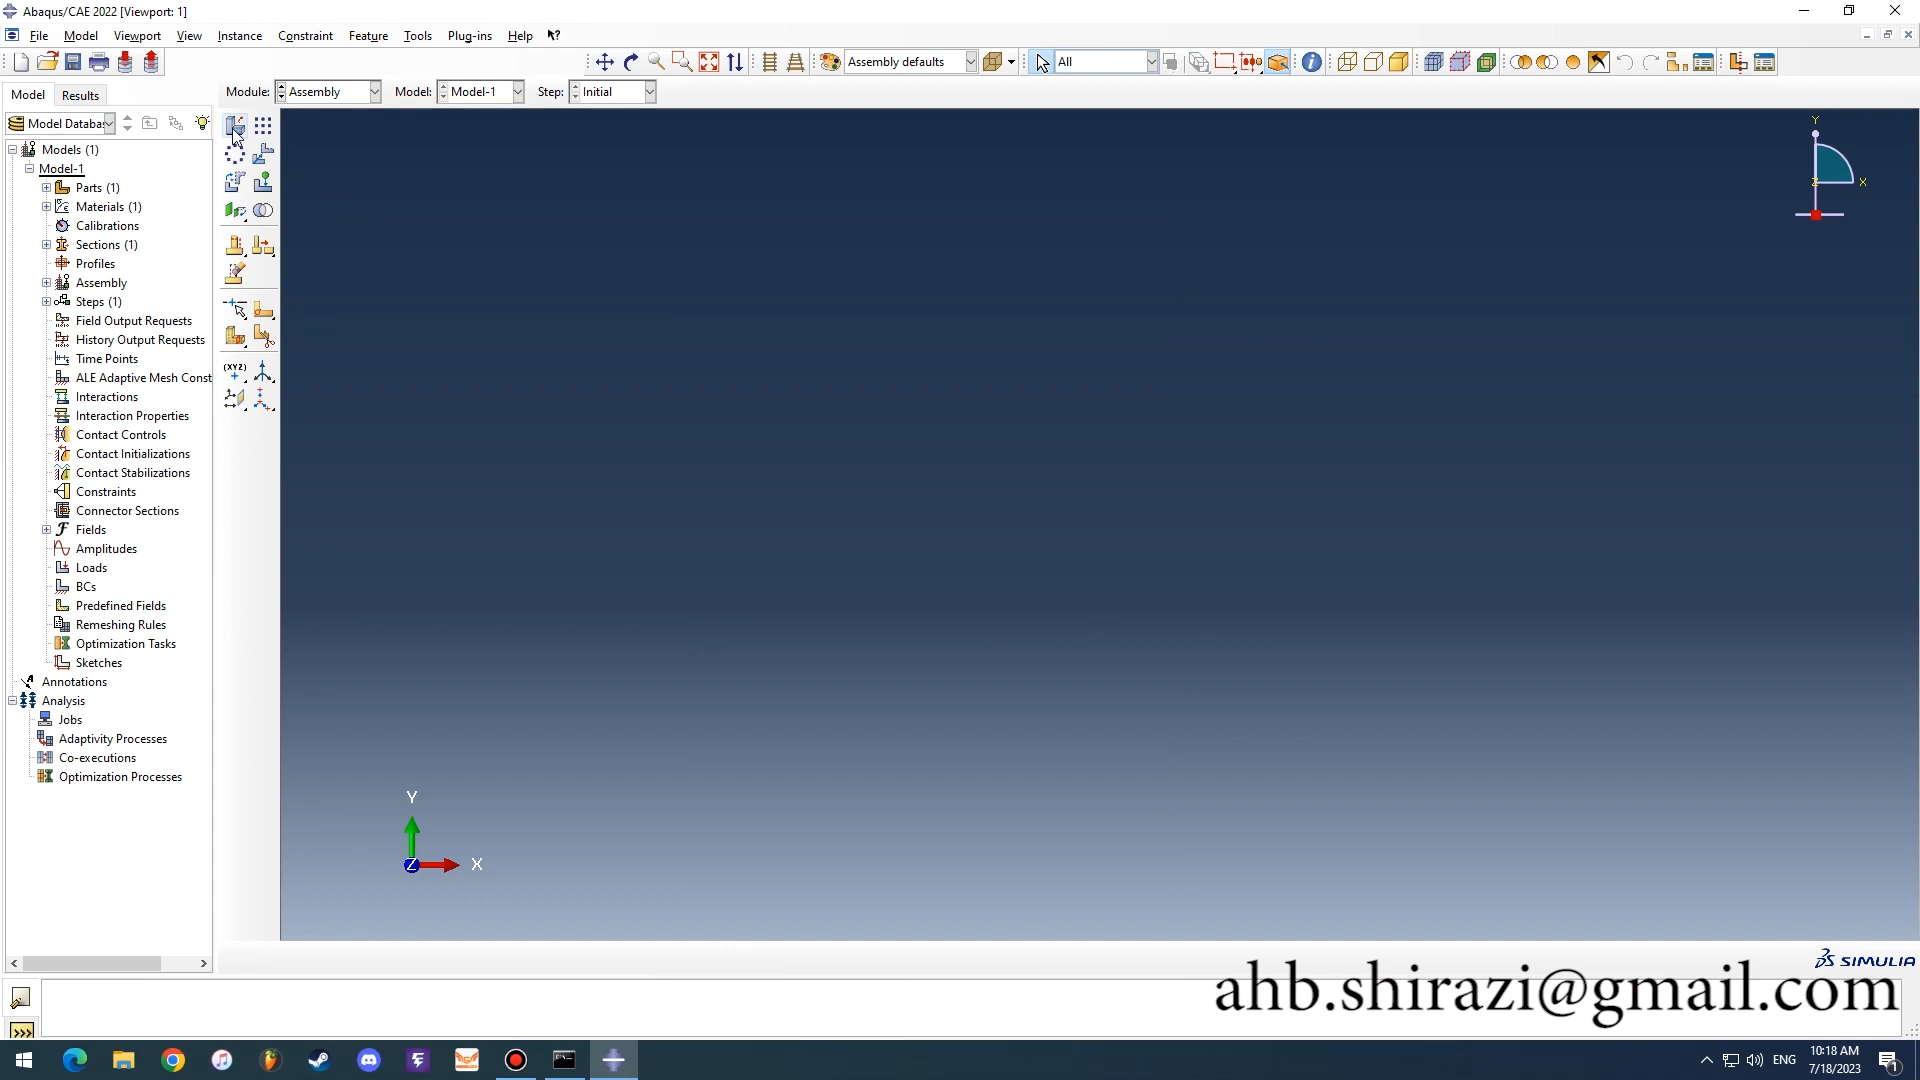 Abaqus/CAE 2022 [Viewport: 1]
File Model Viewport View Instance Constraint Feature Tools Plug-ins Help
Assembly defaults All
Model Results
Module: Assembly Model: Model-1 Step: Initial
Model Databas
Models (1)
Model-1
Parts (1)
Materials (1)
Calibrations
Sections (1)
Profiles
Assembly
Steps (1)
Field Output Requests
History Output Requests
Time Points
ALE Adaptive Mesh Const
Interactions
Interaction Properties
Contact Controls
Contact Initializations
Contact Stabilizations
Constraints
Connector Sections
Fields
Amplitudes
Loads
BCs
Predefined Fields
Remeshing Rules
Optimization Tasks
Sketches
Annotations
Analysis
Jobs
Adaptivity Processes
Co-executions
Optimization Processes
(XYZ)
Y
Z X
Y
Z X
SIMULIA
ahb.shirazi@gmail.com
>>>
ENG
10:18 AM
7/18/2023
1